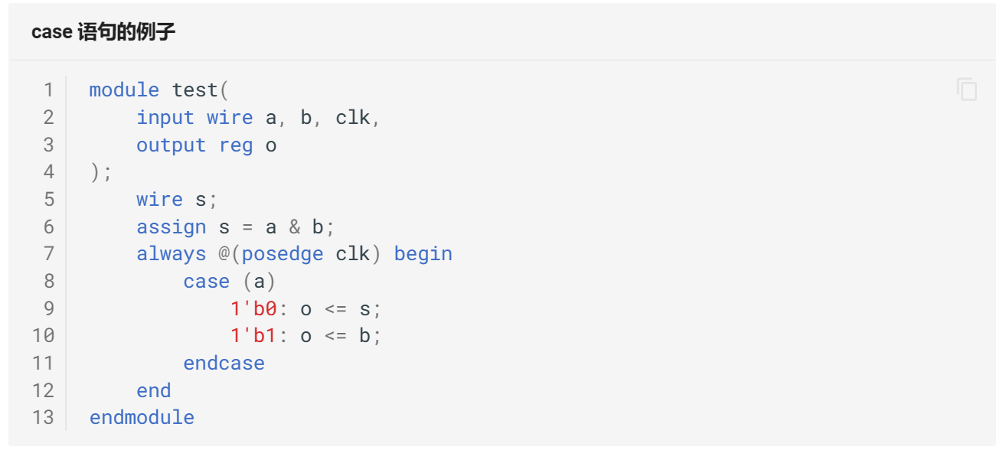 case 语句的例子
1 module test(
2     input wire a, b, clk,
3     output reg o
4 );
5     wire s;
6     assign s = a & b;
7     always @(posedge clk) begin
8         case (a)
9             1'b0: o <= s;
10             1'b1: o <= b;
11         endcase
12     end
13 endmodule